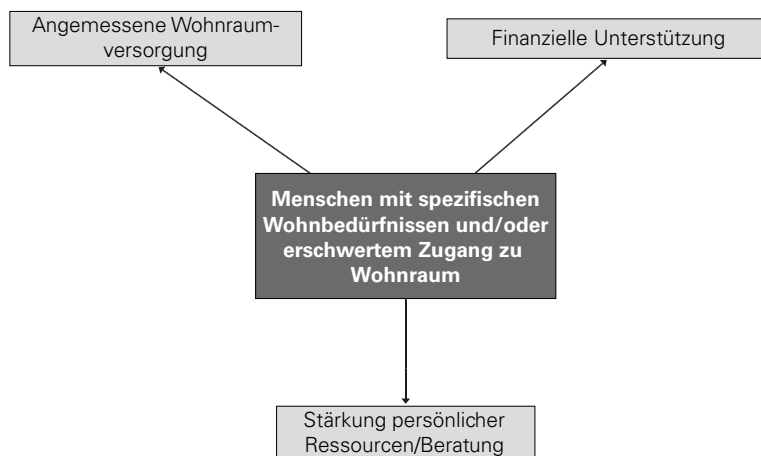 Angemessene Wohnraum-
versorgung
Finanzielle Unterstützung
Menschen mit spezifischen
Wohnbedürfnissen und/oder
erschwertem Zugang zu
Wohnraum
Stärkung persönlicher
Ressourcen/Beratung